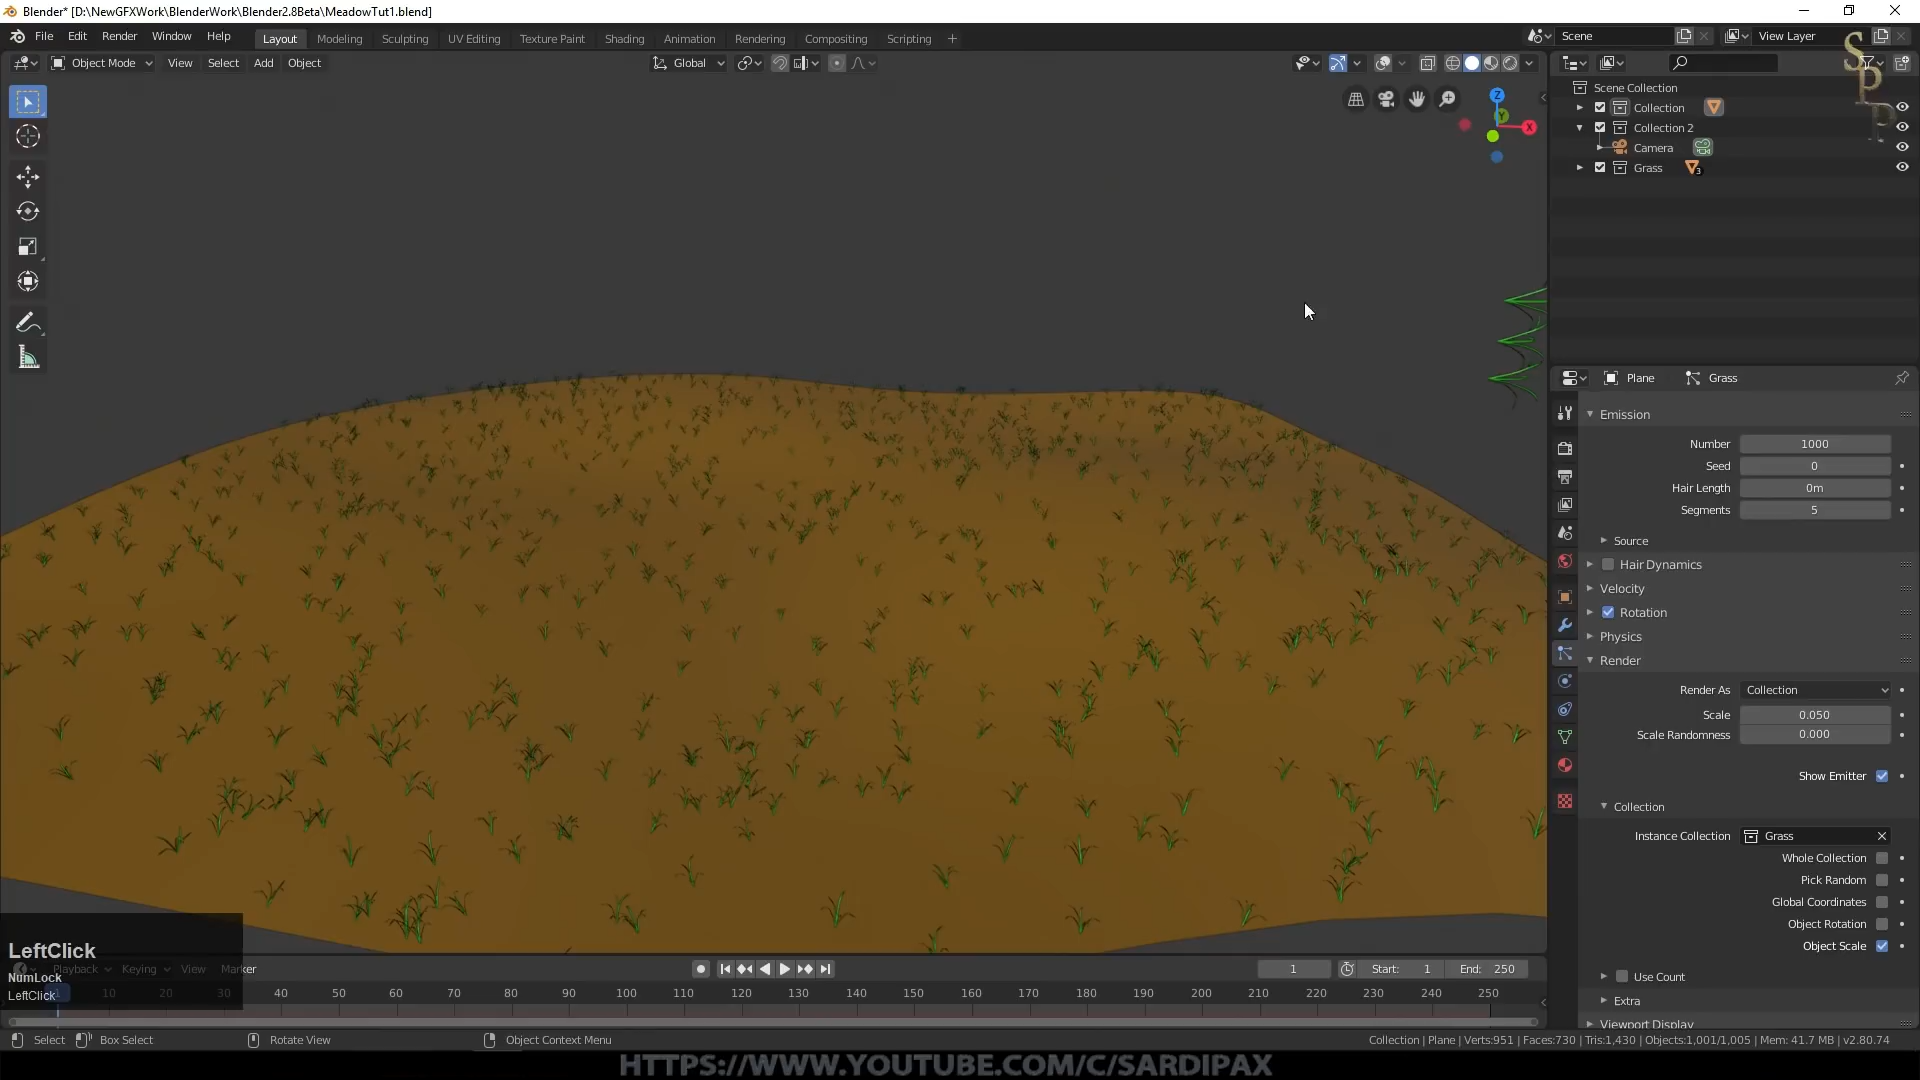 Blender* [D:\NewGFXWork\BlenderWork\Blender2.8Beta\MeadowTut1.blend]
File Edit Render Window Help
Layout Modeling Sculpting UV Editing Texture Paint Shading Animation Rendering Compositing Scripting +
Scene
View Layer
Object Mode View Select Add Object
Global
Z
Y
X
Scene Collection
Collection
Collection 2
Camera
Grass 3
SPP
Plane Grass
Emission
Number 1000
Seed 0
Hair Length 0m
Segments 5
Source
Hair Dynamics
Velocity
Rotation
Physics
Render
Render As Collection
Scale 0.050
Scale Randomness 0.000
Show Emitter
Collection
Instance Collection Grass
Whole Collection
Pick Random
Global Coordinates
Object Rotation
Object Scale
Use Count
Extra
Viewport Display
LeftClick
NumLock
LeftClick
Playback Keying View Marker
1 Start: 1 End: 250
1 10 20 30 40 50 60 70 80 90 100 110 120 130 140 150 160 170 180 190 200 210 220 230 240 250
Select Box Select Rotate View Object Context Menu
Collection | Plane | Verts:951 | Faces:730 | Tris:1,430 | Objects:1,001/1,005 | Mem: 41.7 MB | v2.80.74
HTTPS://WWW.YOUTUBE.COM/C/SARDIPAX